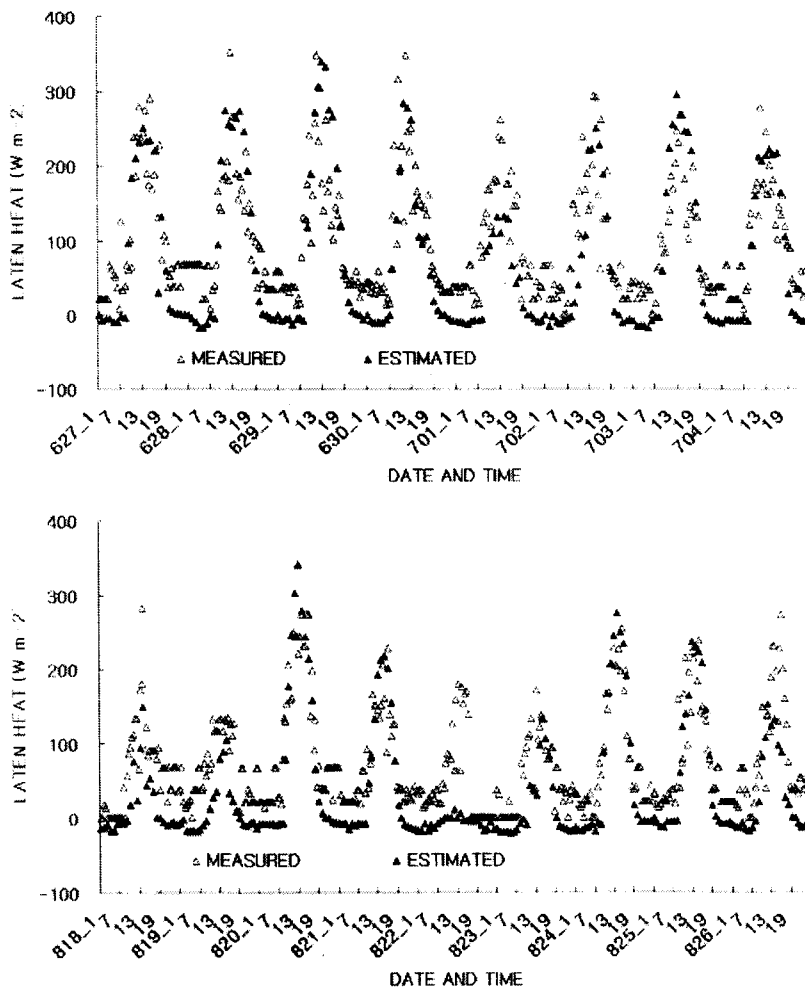 400
300
200
100
0
-100
LATEN HEAT (W m-2)
△ MEASURED ▲ ESTIMATED
627_1 7 13 19 628_1 7 13 19 629_1 7 13 19 630_1 7 13 19 701_1 7 13 19 702_1 7 13 19 703_1 7 13 19 704_1 7 13 19
DATE AND TIME
400
300
200
100
0
-100
LATEN HEAT (W m-2)
△ MEASURED ▲ ESTIMATED
818_1 7 13 19 819_1 7 13 19 820_1 7 13 19 821_1 7 13 19 822_1 7 13 19 823_1 7 13 19 824_1 7 13 19 825_1 7 13 19 826_1 7 13 19
DATE AND TIME